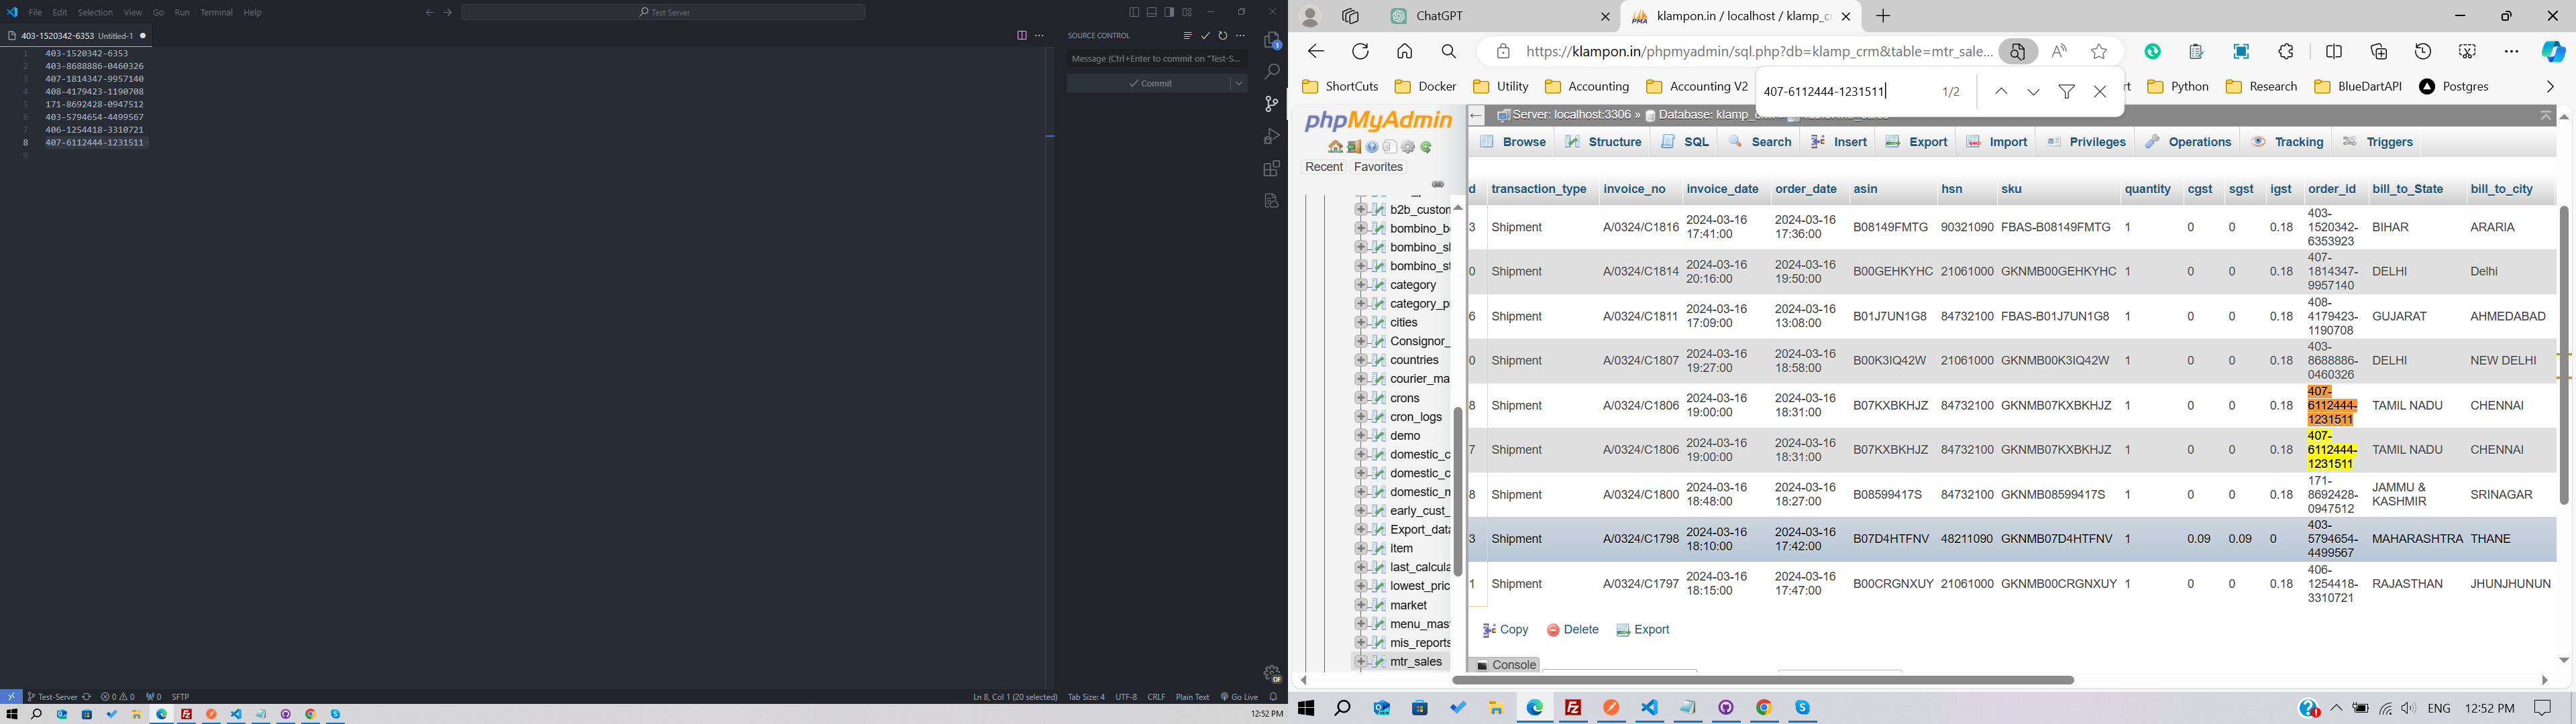 File Edit Selection View Go Run Terminal Help
Test Server
403-1520342-6353 Untitled-1
1 403-1520342-6353
2 403-8688886-0460326
3 407-1814347-9957140
4 408-4179423-1190708
5 171-8692428-0947512
6 403-5794654-4499567
7 406-1254418-3310721
8 407-6112444-1231511
9
SOURCE CONTROL
Message (Ctrl+Enter to commit on "Test-S...
Commit
1
Test-Server 0 0 0 SFTP
Ln 8, Col 1 (20 selected) Tab Size: 4 UTF-8 CRLF Plain Text Go Live
12:52 PM
ChatGPT
klampon.in / localhost / klamp_c
https://klampon.in/phpmyadmin/sql.php?db=klamp_crm&table=mtr_sale...
ShortCuts Docker Utility Accounting Accounting V2 rt Python Research BlueDartAPI Postgres
407-6112444-1231511 1/2
phpMyAdmin
Recent Favorites
b2b_custom
bombino_b
bombino_sl
bombino_st
category
category_p
cities
Consignor_
countries
courier_ma
crons
cron_logs
demo
domestic_c
domestic_c
domestic_m
early_cust_
Export_data
item
last_calcula
lowest_pric
market
menu_mast
mis_reports
mtr_sales
Server: localhost:3306 » Database: klamp_crm
Browse Structure SQL Search Insert Export Import Privileges Operations Tracking Triggers
d transaction_type invoice_no invoice_date order_date asin hsn sku quantity cgst sgst igst order_id bill_to_State bill_to_city
3 Shipment A/0324/C1816 2024-03-16 17:41:00 2024-03-16 17:36:00 B08149FMTG 90321090 FBAS-B08149FMTG 1 0 0 0.18 403-1520342-6353923 BIHAR ARARIA
0 Shipment A/0324/C1814 2024-03-16 20:16:00 2024-03-16 19:50:00 B00GEHKYHC 21061000 GKNMB00GEHKYHC 1 0 0 0.18 407-1814347-9957140 DELHI Delhi
6 Shipment A/0324/C1811 2024-03-16 17:09:00 2024-03-16 13:08:00 B01J7UN1G8 84732100 FBAS-B01J7UN1G8 1 0 0 0.18 408-4179423-1190708 GUJARAT AHMEDABAD
0 Shipment A/0324/C1807 2024-03-16 19:27:00 2024-03-16 18:58:00 B00K3IQ42W 21061000 GKNMB00K3IQ42W 1 0 0 0.18 403-8688886-0460326 DELHI NEW DELHI
8 Shipment A/0324/C1806 2024-03-16 19:00:00 2024-03-16 18:31:00 B07KXBKHJZ 84732100 GKNMB07KXBKHJZ 1 0 0 0.18 407-6112444-1231511 TAMIL NADU CHENNAI
7 Shipment A/0324/C1806 2024-03-16 19:00:00 2024-03-16 18:31:00 B07KXBKHJZ 84732100 GKNMB07KXBKHJZ 1 0 0 0.18 407-6112444-1231511 TAMIL NADU CHENNAI
8 Shipment A/0324/C1800 2024-03-16 18:48:00 2024-03-16 18:27:00 B08599417S 84732100 GKNMB08599417S 1 0 0 0.18 171-8692428-0947512 JAMMU & KASHMIR SRINAGAR
3 Shipment A/0324/C1798 2024-03-16 18:10:00 2024-03-16 17:42:00 B07D4HTFNV 48211090 GKNMB07D4HTFNV 1 0.09 0.09 0 403-5794654-4499567 MAHARASHTRA THANE
1 Shipment A/0324/C1797 2024-03-16 18:15:00 2024-03-16 17:47:00 B00CRGNXUY 21061000 GKNMB00CRGNXUY 1 0 0 0.18 406-1254418-3310721 RAJASTHAN JHUNJHUNUN
Copy Delete Export
Console
ENG 12:52 PM